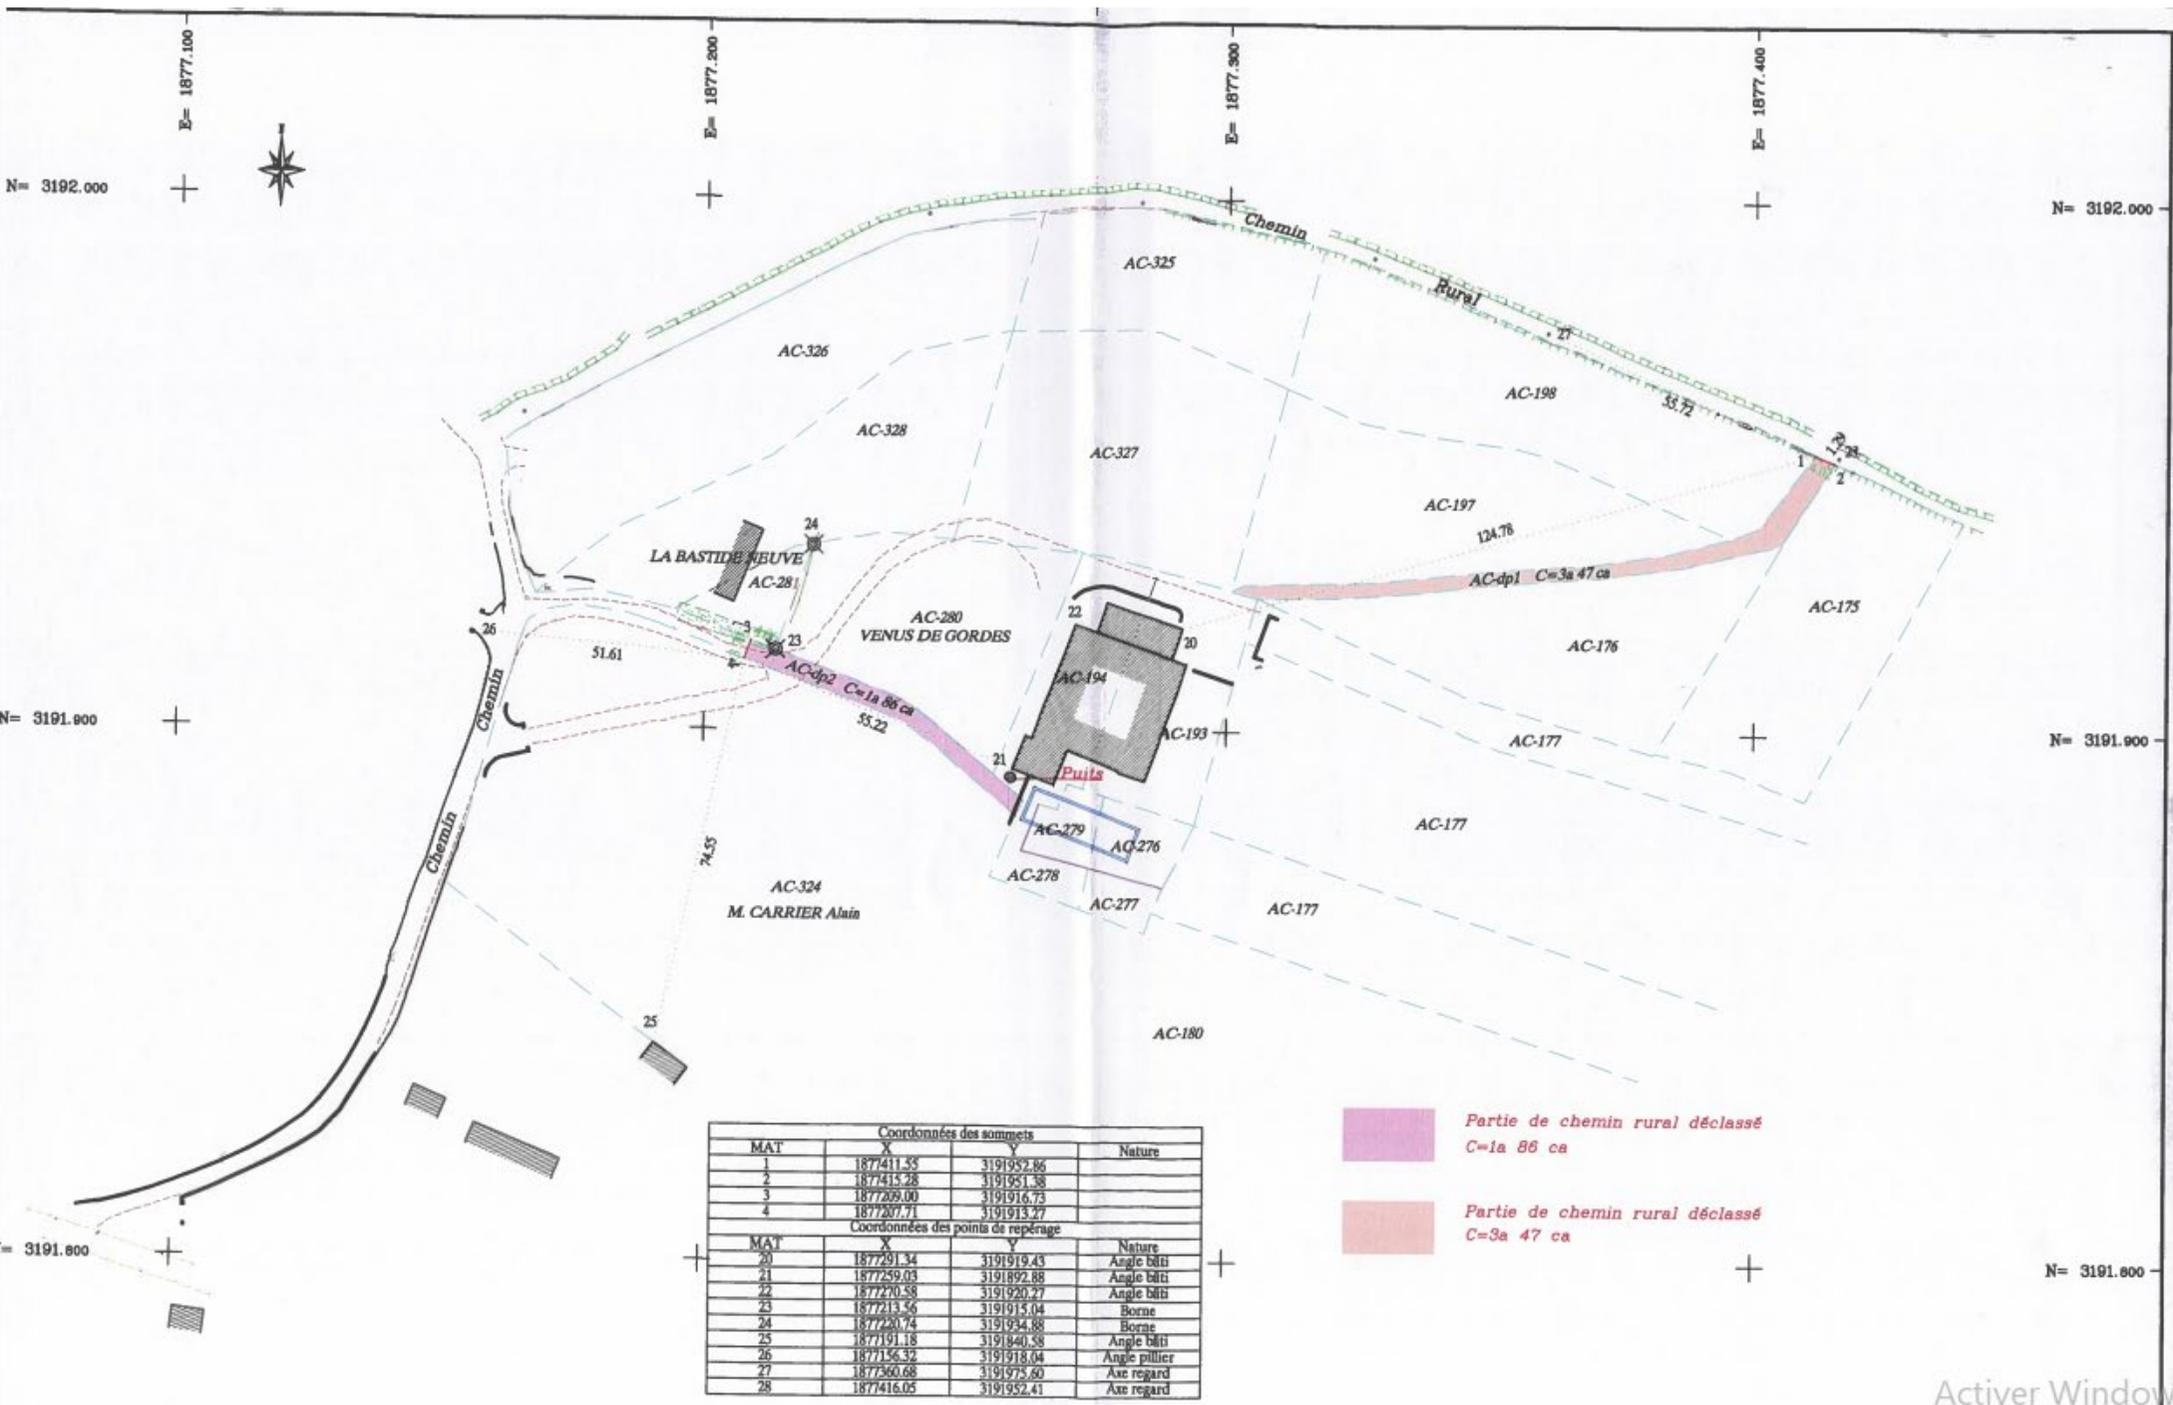 E= 1877.100
E= 1877.200
E= 1877.300
E= 1877.400
N= 3192.000
N= 3192.000
Chemin
Rural
AC-325
27
AC-326
AC-198
55.72
AC-328
AC-327
1
28
2
AC-197
124.78
24
LA BASTIDE NEUVE
AC-281
AC-dp1 C=3a 47 ca
AC-175
22
AC-280
VENUS DE GORDES
26
3
23
20
51.61
4
AC-176
AC-dp2 C=1a 86 ca
AC-194
Chemin
55.22
N= 3191.900
AC-193
AC-177
N= 3191.900
21
Puits
Chemin
74.55
AC-279
AC-276
AC-177
AC-278
AC-324
M. CARRIER Alain
AC-277
AC-177
25
AC-180
Coordonnées des sommets
MAT X Y Nature
1 1877411.55 3191952.86
2 1877415.28 3191951.38
3 1877209.00 3191916.73
4 1877207.71 3191913.27
Coordonnées des points de repérage
MAT X Y Nature
20 1877291.34 3191919.43 Angle bâti
21 1877259.03 3191892.88 Angle bâti
22 1877270.58 3191920.27 Angle bâti
23 1877213.56 3191915.04 Borne
24 1877220.74 3191934.88 Borne
25 1877191.18 3191840.58 Angle bâti
26 1877156.32 3191918.04 Angle pillier
27 1877360.68 3191975.60 Axe regard
28 1877416.05 3191952.41 Axe regard
Partie de chemin rural déclassé
C=1a 86 ca
Partie de chemin rural déclassé
C=3a 47 ca
= 3191.800
N= 3191.800
Activer Window